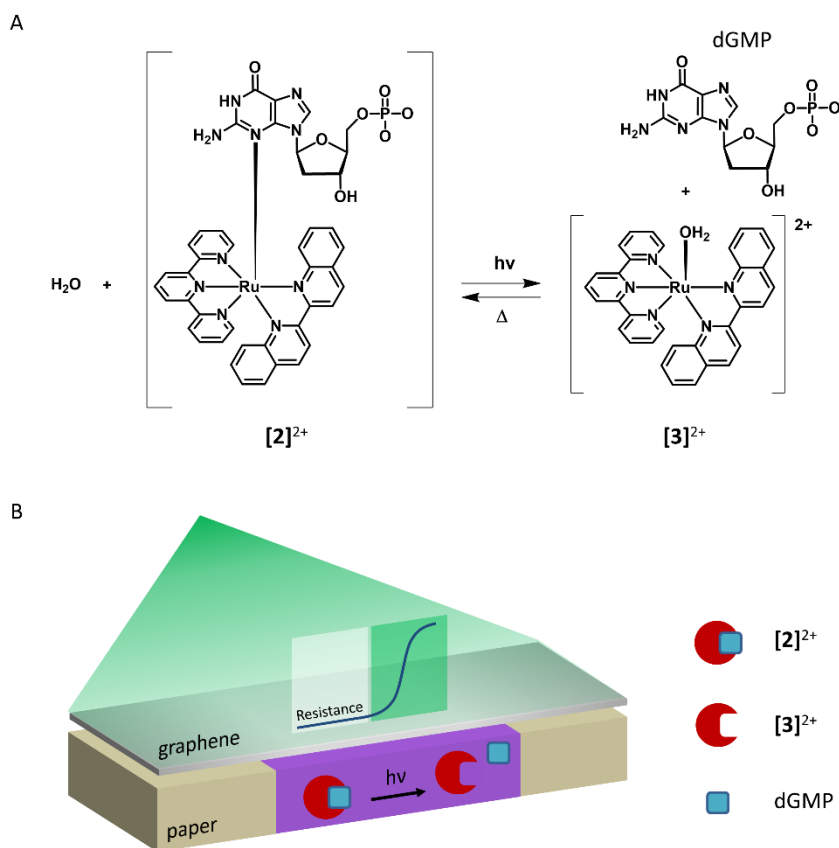 A
dGMP
O
N
HN
H₂N
N
N
O
O
P
O
O
O
OH
O
N
HN
H₂N
N
N
O
O
P
O
O
O
OH
+
H₂O +
N
N
N
Ru
N
N
hν
Δ
OH₂
N
N
N
Ru
N
N
2+
[2]²⁺
[3]²⁺
B
Resistance
graphene
hν
paper
[2]²⁺
[3]²⁺
dGMP